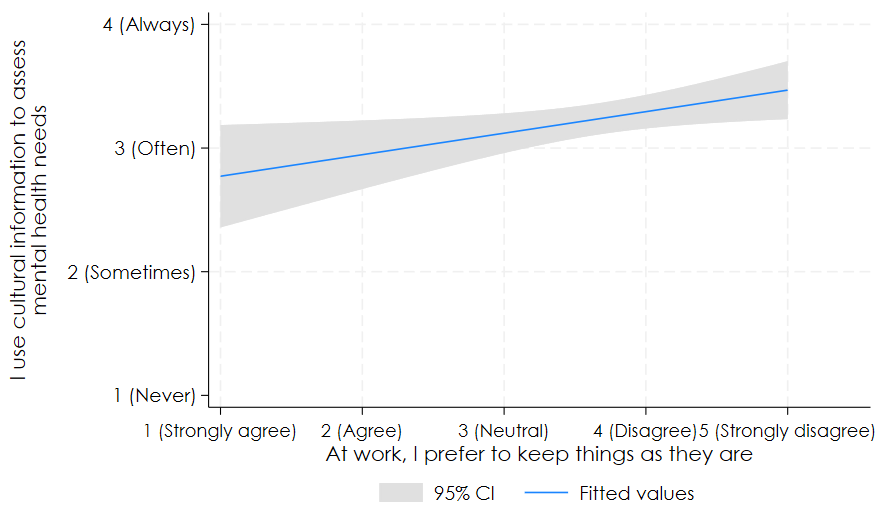 I use cultural information to assess
mental health needs
4 (Always)
3 (Often)
2 (Sometimes)
1 (Never)
1 (Strongly agree) 2 (Agree) 3 (Neutral) 4 (Disagree) 5 (Strongly disagree)
At work, I prefer to keep things as they are
95% CI Fitted values